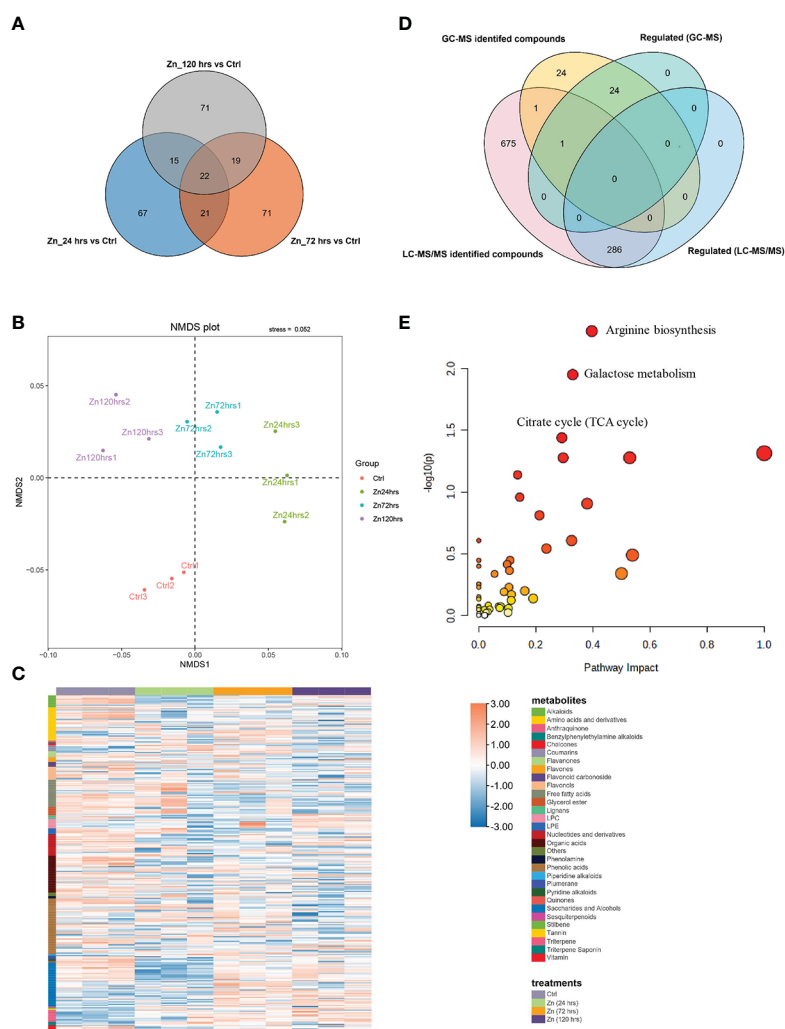 A
Zn_120 hrs vs Ctrl
71
15
19
22
67
21
71
Zn_24 hrs vs Ctrl
Zn_72 hrs vs Ctrl
D
GC-MS identifed compounds
Regulated (GC-MS)
24
0
24
1
0
675
1
0
0
0
0
0
0
0
286
LC-MS/MS identified compounds
Regulated (LC-MS/MS)
B
NMDS plot
stress = 0.052
Zn120hrs2
Zn72hrs1
Zn72hrs2
Zn24hrs3
Zn120hrs3
Zn120hrs1
Zn72hrs3
Zn24hrs1
Zn24hrs2
Ctrl1
Ctrl2
Ctrl3
0.05
0.00
−0.05
−0.10
−0.05
0.00
0.05
0.10
NMDS2
NMDS1
Group
Ctrl
Zn24hrs
Zn72hrs
Zn120hrs
E
Arginine biosynthesis
Galactose metabolism
Citrate cycle (TCA cycle)
-log10(p)
2.0
1.5
1.0
0.5
0.0
0.0
0.2
0.4
0.6
0.8
1.0
Pathway Impact
C
3.00
2.00
1.00
0.00
-1.00
-2.00
-3.00
metabolites
Alkaloids
Amino acids and derivatives
Anthraquinone
Benzylphenylethylamine alkaloids
Chalcones
Coumarins
Flavanones
Flavones
Flavonoid carbonoside
Flavonols
Free fatty acids
Glycerol ester
Lignans
LPC
LPE
Nucleotides and derivatives
Organic acids
Others
Phenolamine
Phenolic acids
Piperidine alkaloids
Plumerane
Pyridine alkaloids
Quinones
Saccharides and Alcohols
Sesquiterpenoids
Stilbene
Tannin
Triterpene
Triterpene Saporin
Vitamin
treatments
Ctrl
Zn (24 hrs)
Zn (72 hrs)
Zn (120 hrs)